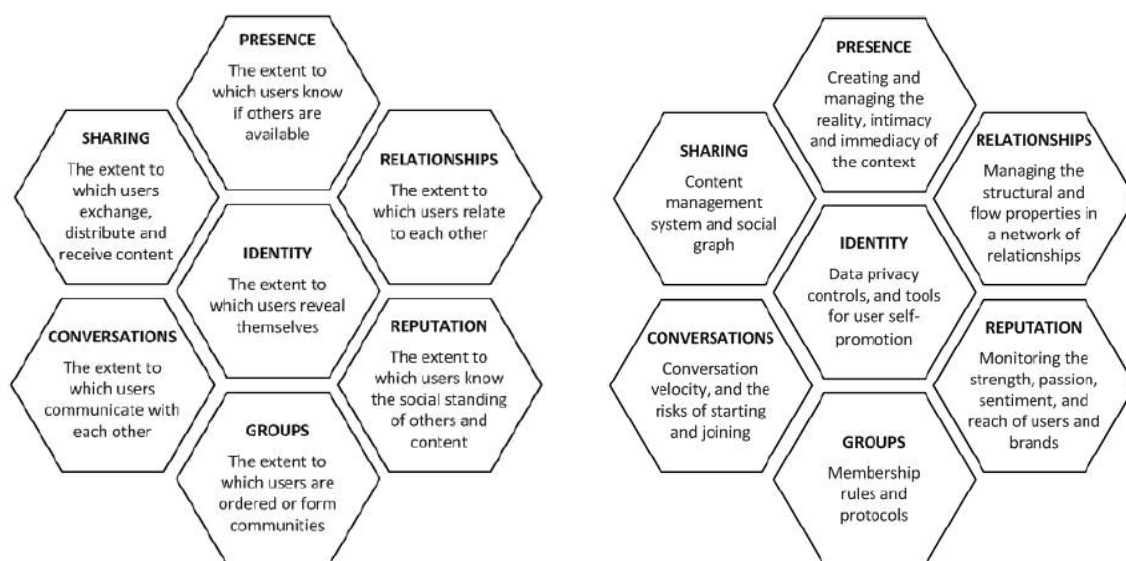 PRESENCE
The extent to
which users know
if others are
available
SHARING
The extent to
which users
exchange,
distribute and
receive content
RELATIONSHIPS
The extent to
which users relate
to each other
IDENTITY
The extent to
which users reveal
themselves
CONVERSATIONS
The extent to
which users
communicate with
each other
REPUTATION
The extent to
which users know
the social standing
of others and
content
GROUPS
The extent to
which users are
ordered or form
communities
PRESENCE
Creating and
managing the
reality, intimacy
and immediacy of
the context
SHARING
Content
management
system and social
graph
RELATIONSHIPS
Managing the
structural and
flow properties in
a network of
relationships
IDENTITY
Data privacy
controls, and tools
for user self-
promotion
CONVERSATIONS
Conversation
velocity, and the
risks of starting
and joining
REPUTATION
Monitoring the
strength, passion,
sentiment, and
reach of users and
brands
GROUPS
Membership
rules and
protocols